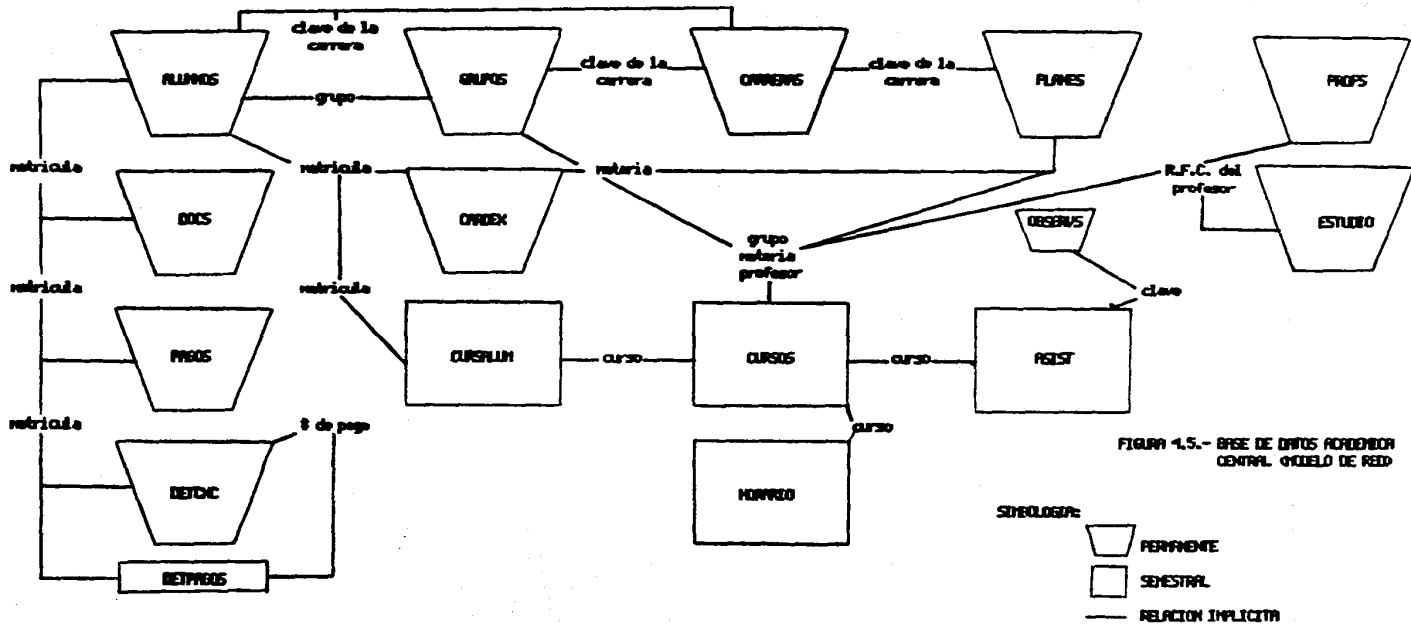 clave de la
carrera
ALUMNOS
GRUPOS
clave de la
carrera
CARRERAS
clave de la
carrera
PLANES
PROFS
grupo
matricula
matricula
materia
R.F.C. del
profesor
DOCS
CARDEX
OBSERVS
ESTUDIO
grupo
materia
profesor
matricula
matricula
clave
PAGOS
CURSALUM
curso
CURSOS
curso
ASIST
matricula
# de pago
curso
FIGURA 4.5.- BASE DE DATOS ACADEMICA
CENTRAL (MODELO DE RED)
DETCXC
HORARIO
SIMBOLOGIA:
PERMANENTE
DETPAGOS
SEMESTRAL
RELACION IMPLICITA